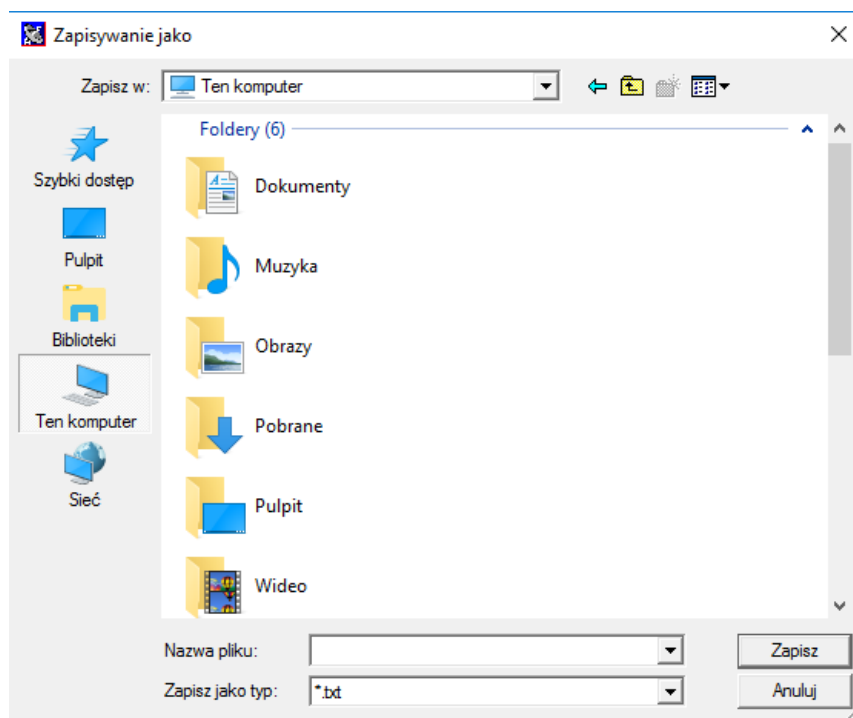 Zapisywanie jako
Zapisz w: Ten komputer
Foldery (6)
Szybki dostęp
Pulpit
Biblioteki
Ten komputer
Sieć
Dokumenty
Muzyka
Obrazy
Pobrane
Pulpit
Wideo
Nazwa pliku:
Zapisz
Zapisz jako typ: *.txt
Anuluj